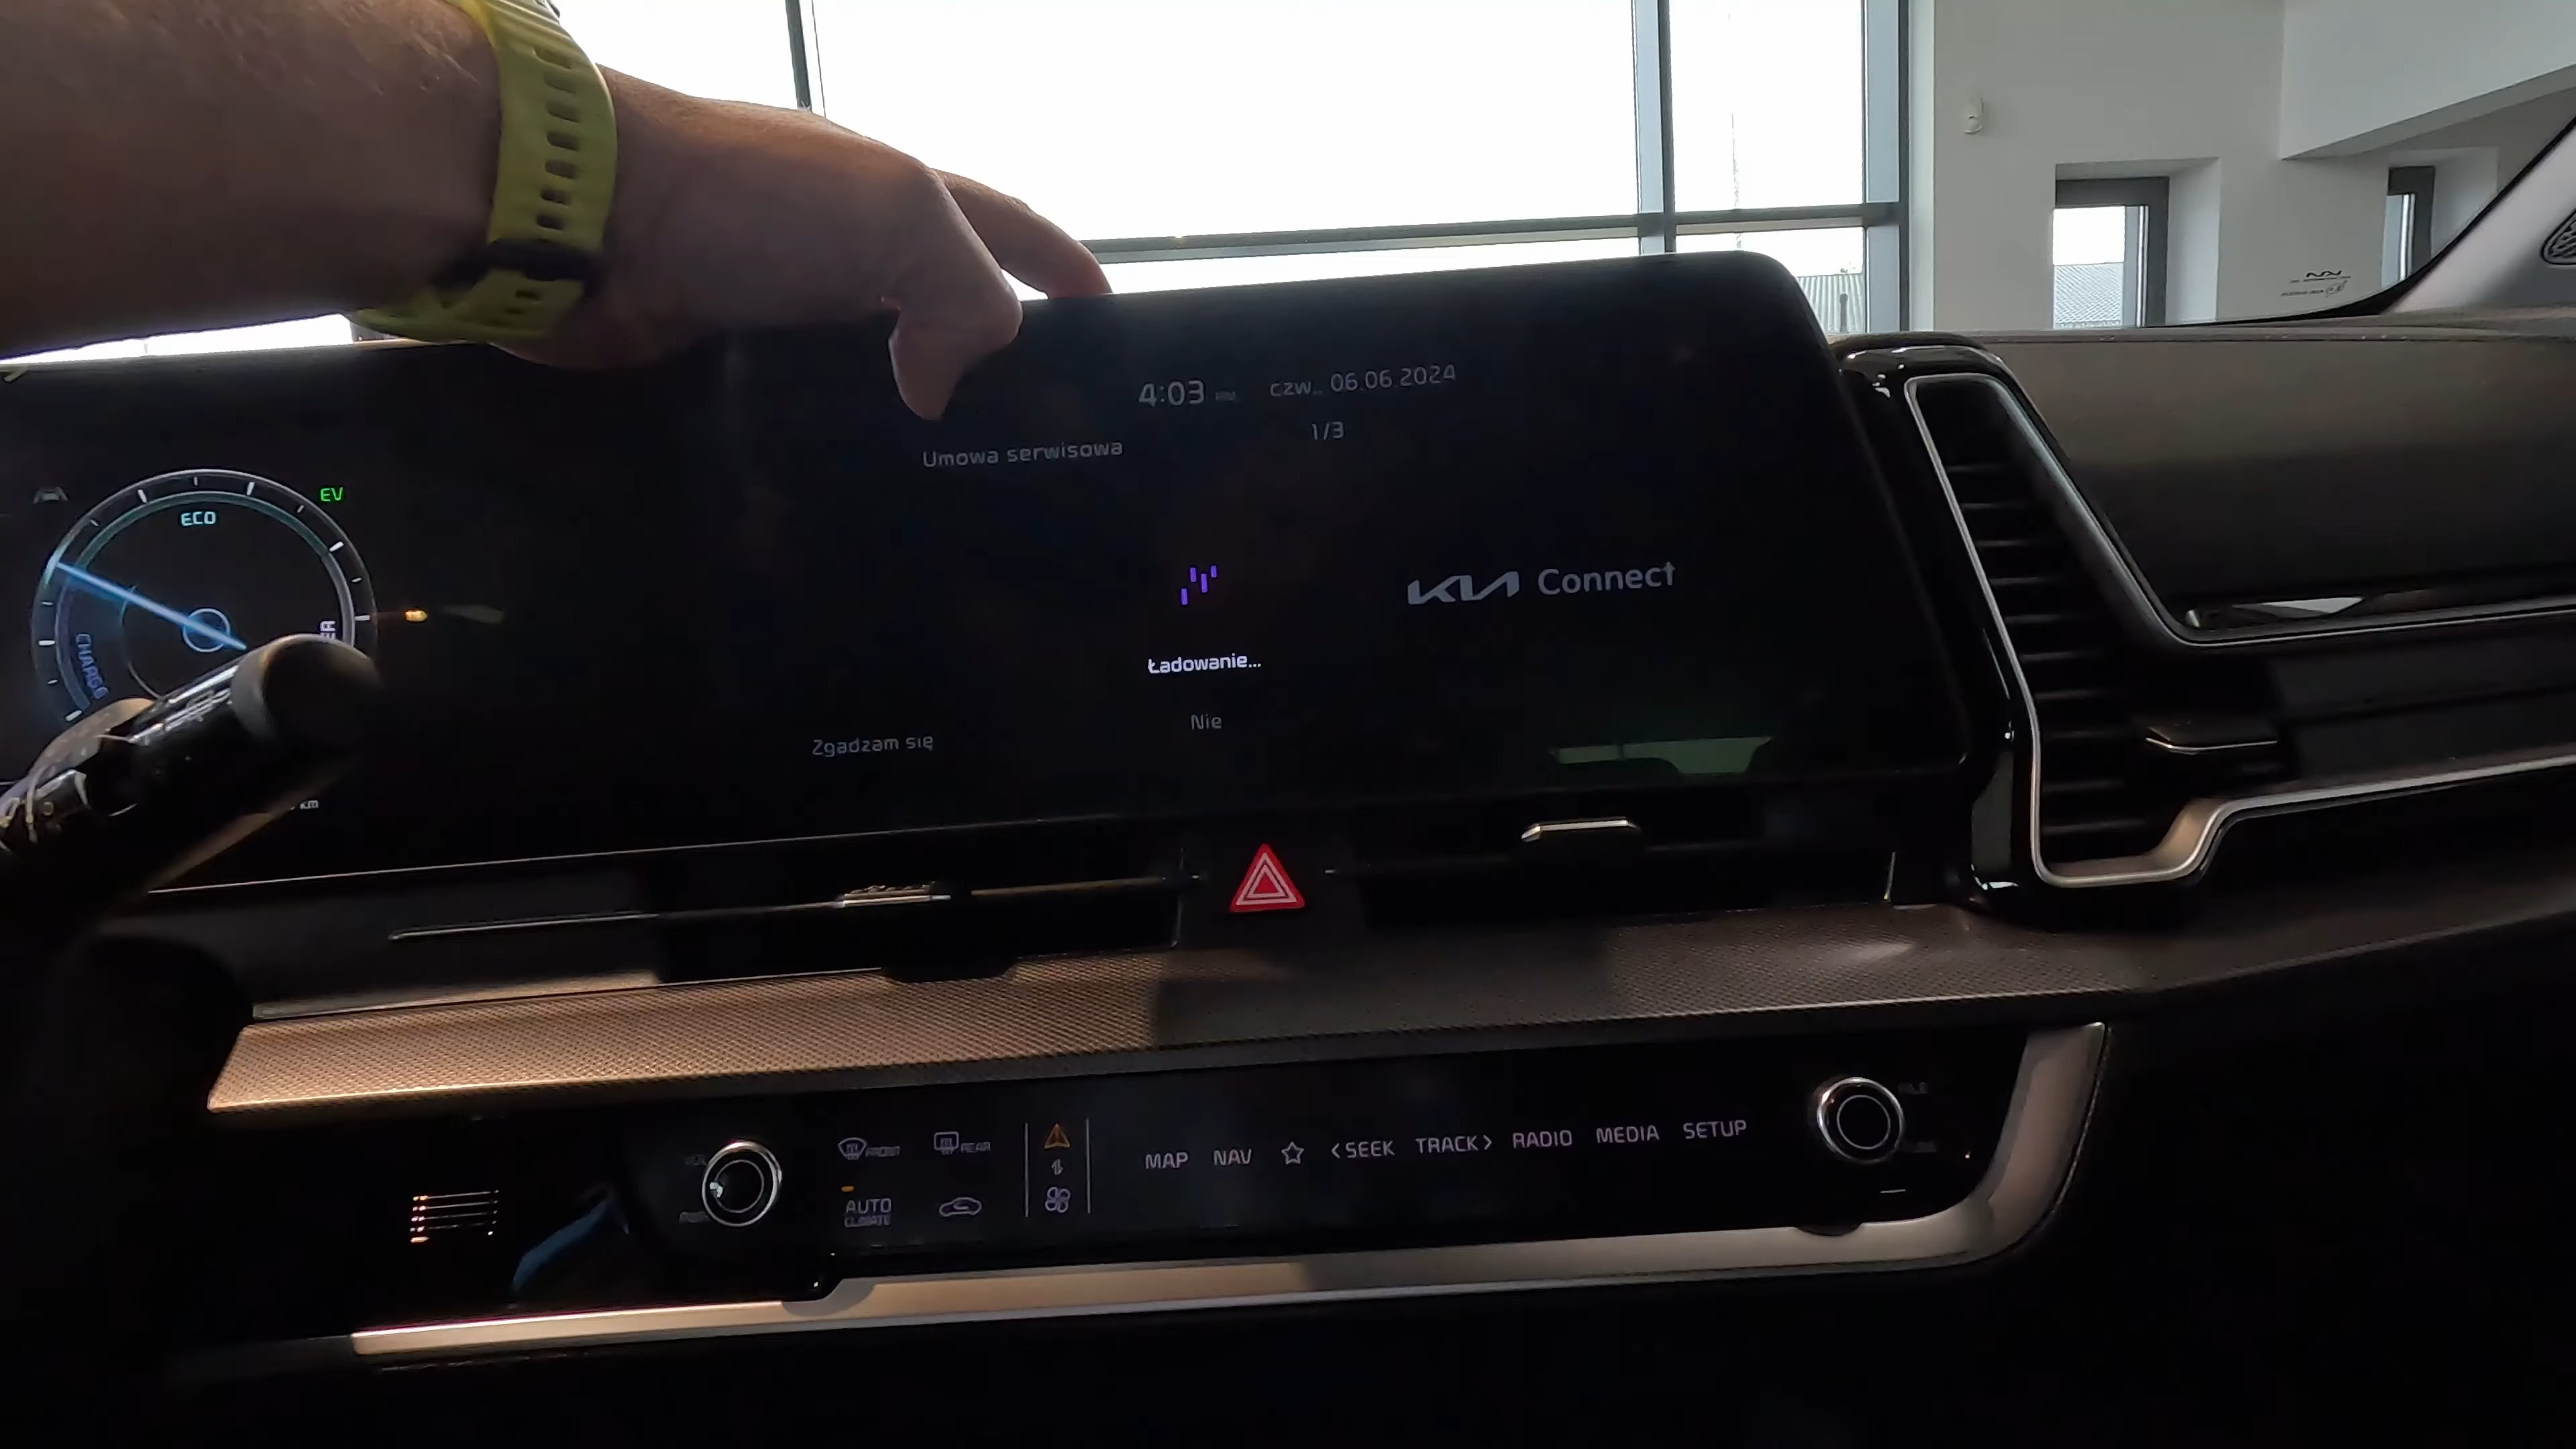 4:03 PM czw., 06.06.2024
Umowa serwisowa
1/3
EV
ECO
CHARGE
KIA Connect
Ładowanie...
Zgadzam się
Nie
km
FRONT
REAR
AUTO
CLIMATE
MAP
NAV
<SEEK
TRACK>
RADIO
MEDIA
SETUP